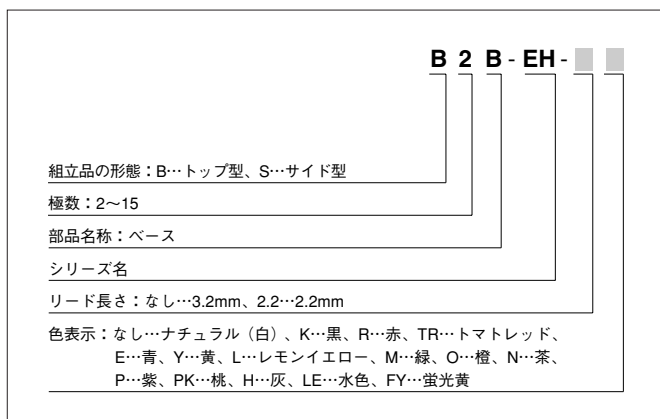 B 2 B - EH -
組立品の形態：B…トップ型、S…サイド型
極数：2～15
部品名称：ベース
シリーズ名
リード長さ：なし…3.2mm、2.2…2.2mm
色表示：なし…ナチュラル（白）、K…黒、R…赤、TR…トマトレッド、
E…青、Y…黄、L…レモンイエロー、M…緑、O…橙、N…茶、
P…紫、PK…桃、H…灰、LE…水色、FY…蛍光黄